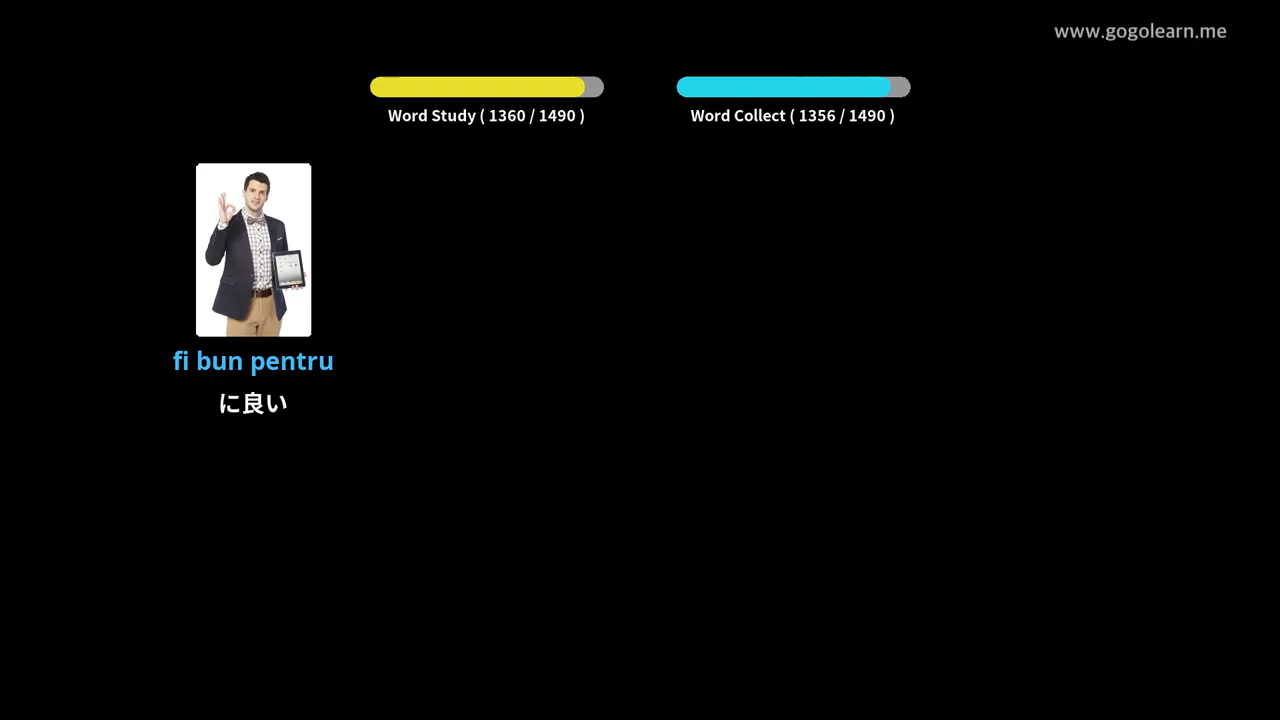 www.gogolearn.me
Word Study ( 1360 / 1490 )
Word Collect ( 1356 / 1490 )
fi bun pentru
に良い